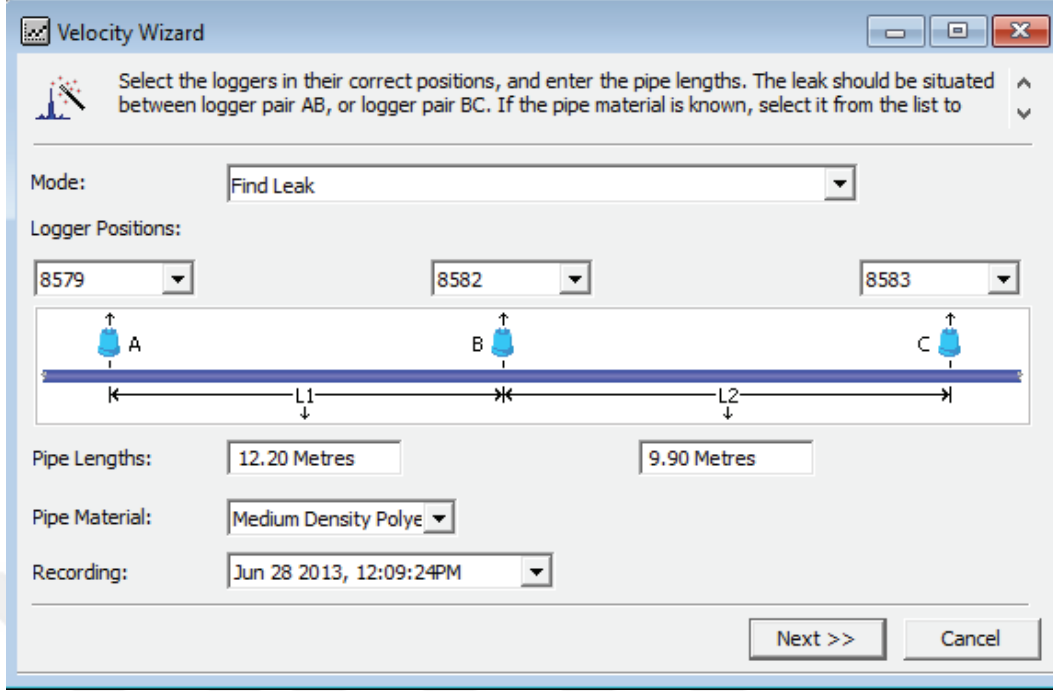 Velocity Wizard
Select the loggers in their correct positions, and enter the pipe lengths. The leak should be situated
between logger pair AB, or logger pair BC. If the pipe material is known, select it from the list to
Mode:
Find Leak
Logger Positions:
8579
8582
8583
A
B
C
L1
L2
Pipe Lengths:
12.20 Metres
9.90 Metres
Pipe Material:
Medium Density Polye
Recording:
Jun 28 2013, 12:09:24PM
Next >>
Cancel